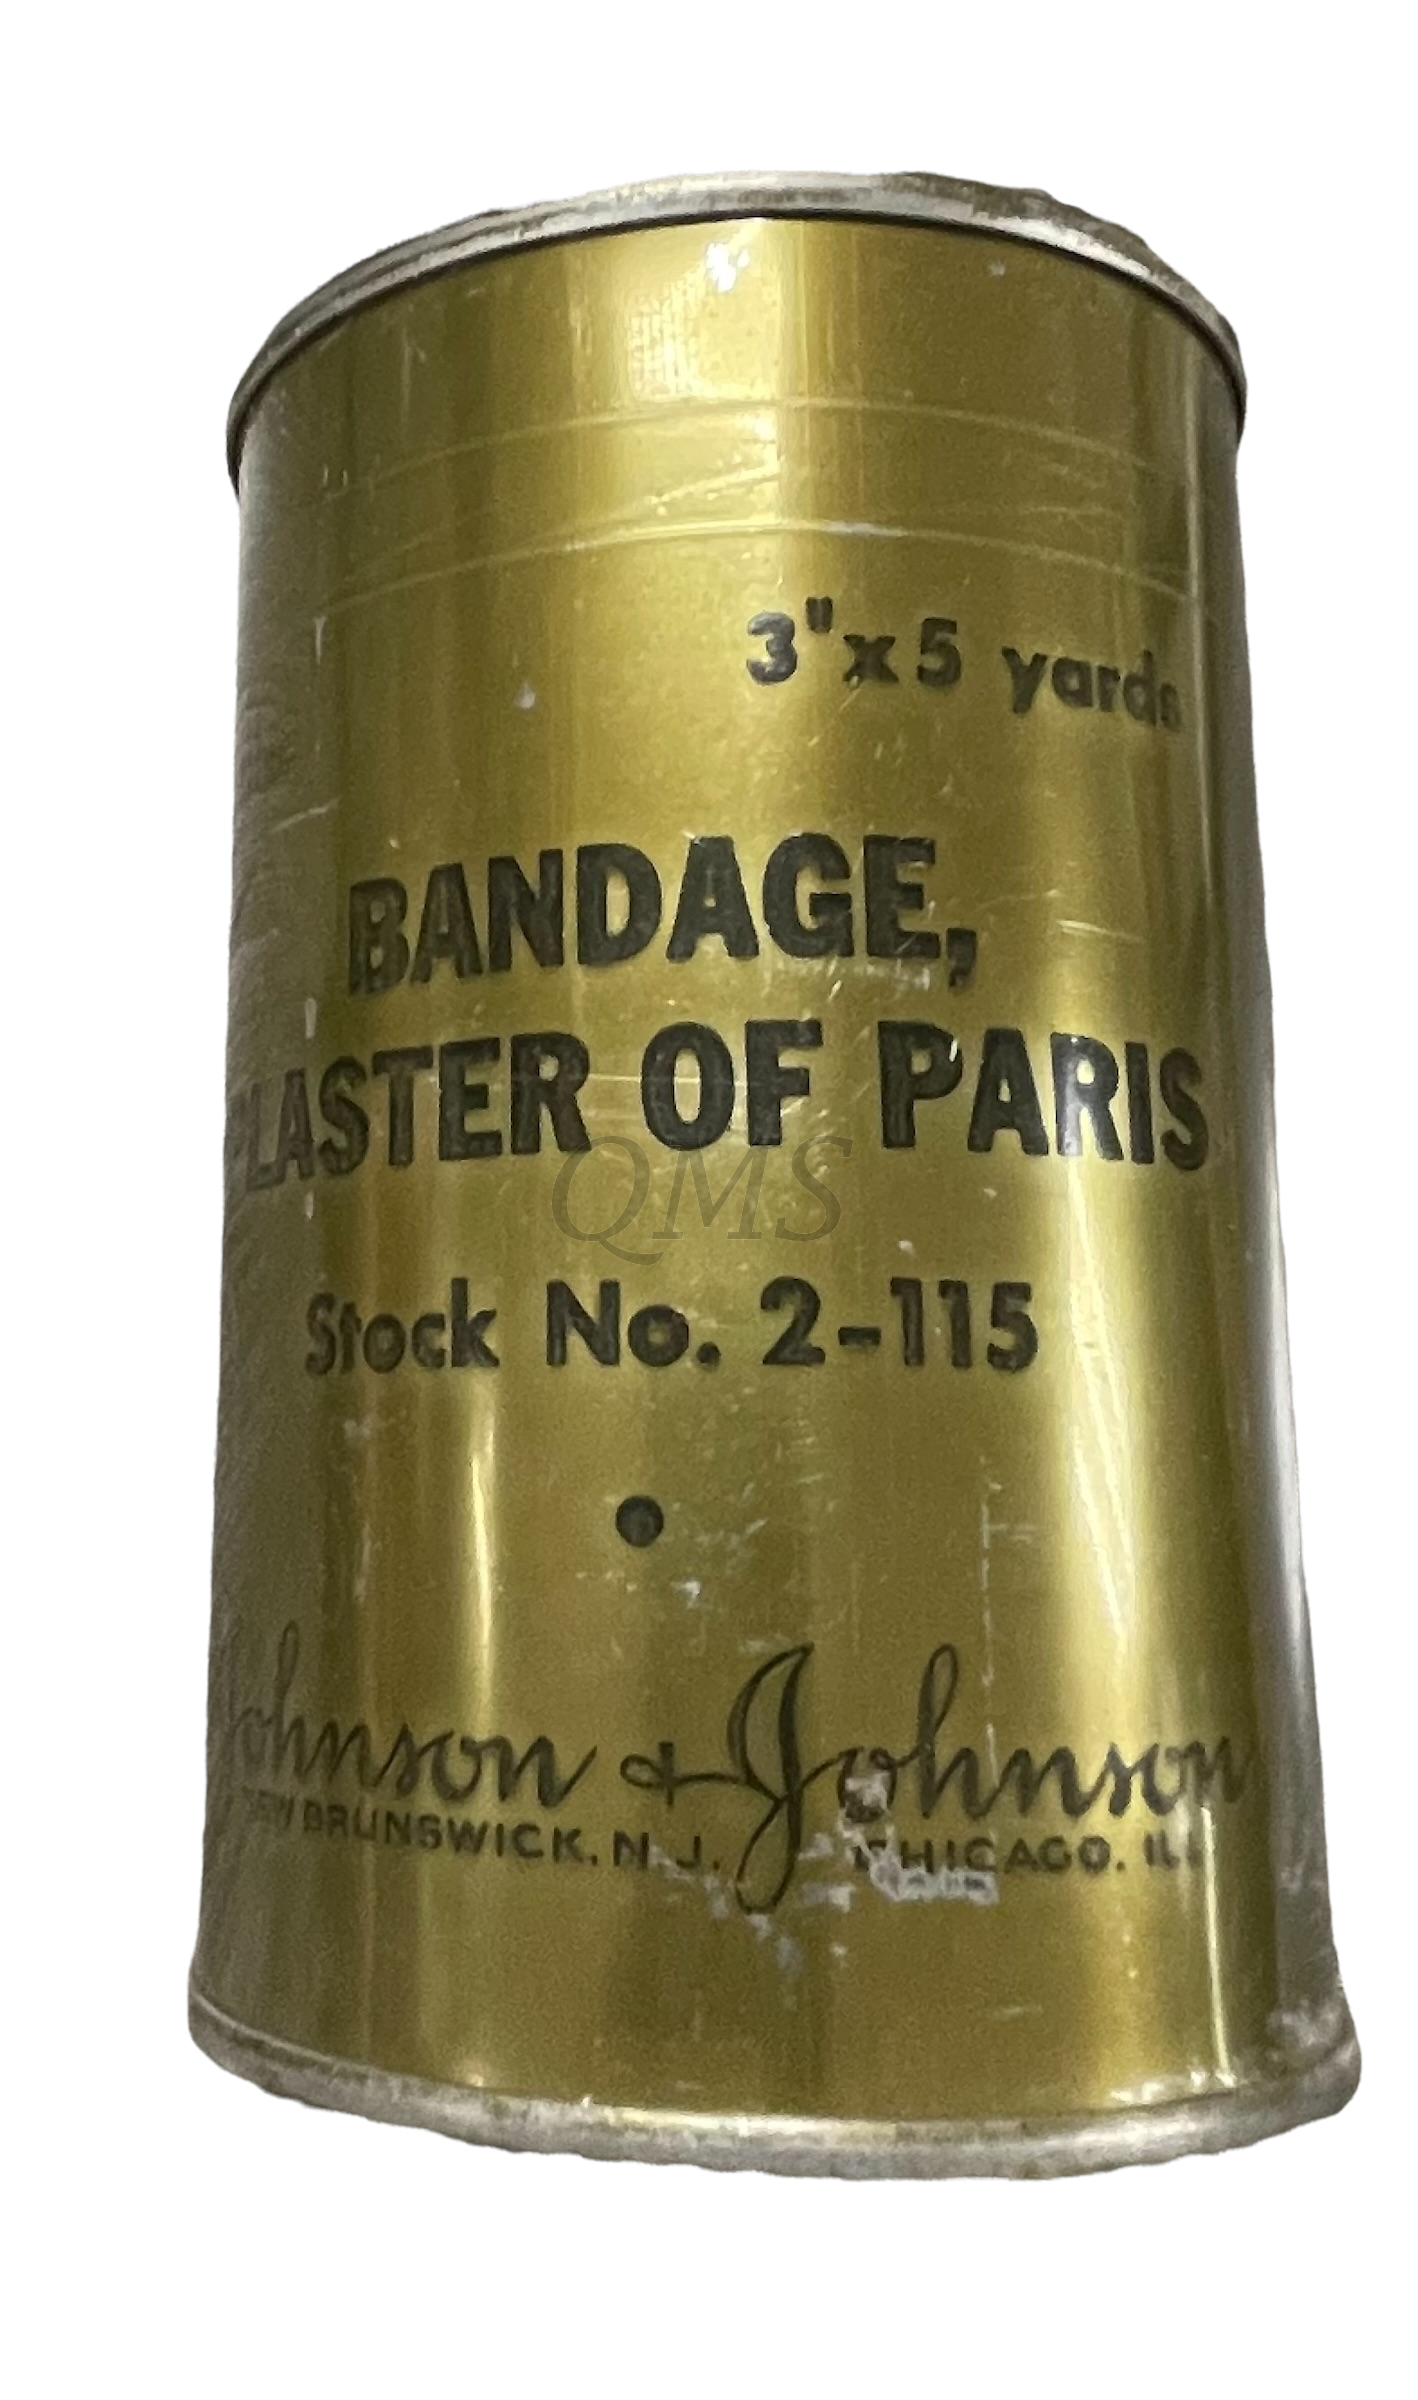 3"x5 yards
BANDAGE,
PLASTER OF PARIS
QMS
Stock No. 2-115
Johnson & Johnson
NEW BRUNSWICK, N. J. CHICAGO, ILL.